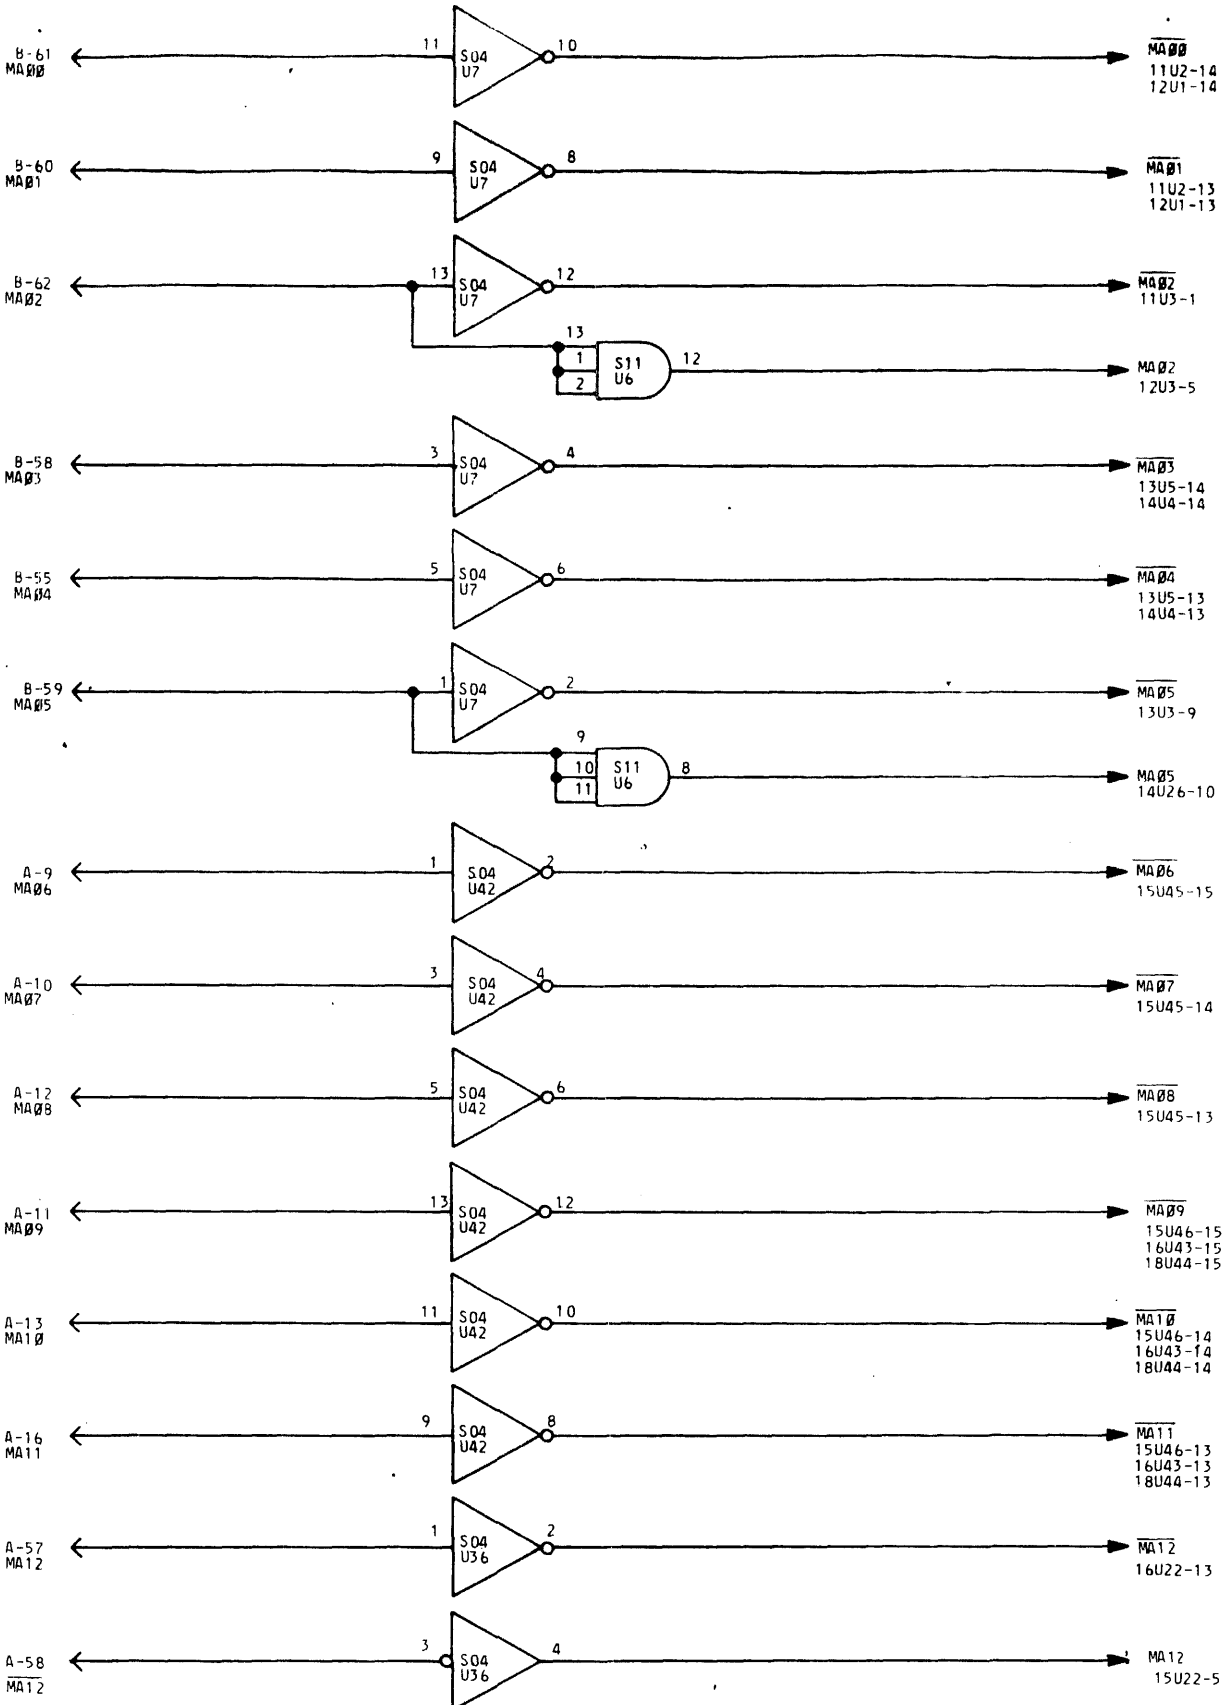 B-61
MAØØ
11
S04
U7
10
MAØØ
11U2-14
12U1-14
B-60
MAØ1
9
S04
U7
8
MAØ1
11U2-13
12U1-13
B-62
MAØ2
13
S04
U7
12
MAØ2
11U3-1
13
1
2
S11
U6
12
MAØ2
12U3-5
B-58
MAØ3
3
S04
U7
4
MAØ3
13U5-14
14U4-14
B-55
MAØ4
5
S04
U7
6
MAØ4
13U5-13
14U4-13
B-59
MAØ5
1
S04
U7
2
MAØ5
13U3-9
9
10
11
S11
U6
8
MAØ5
14U26-10
A-9
MAØ6
1
S04
U42
2
MAØ6
15U45-15
A-10
MAØ7
3
S04
U42
4
MAØ7
15U45-14
A-12
MAØ8
5
S04
U42
6
MAØ8
15U45-13
A-11
MAØ9
13
S04
U42
12
MAØ9
15U46-15
16U43-15
18U44-15
A-13
MA1Ø
11
S04
U42
10
MA1Ø
15U46-14
16U43-14
18U44-14
A-16
MA11
9
S04
U42
8
MA11
15U46-13
16U43-13
18U44-13
A-57
MA12
1
S04
U36
2
MA12
16U22-13
A-58
MA12
3
S04
U36
4
MA12
15U22-5